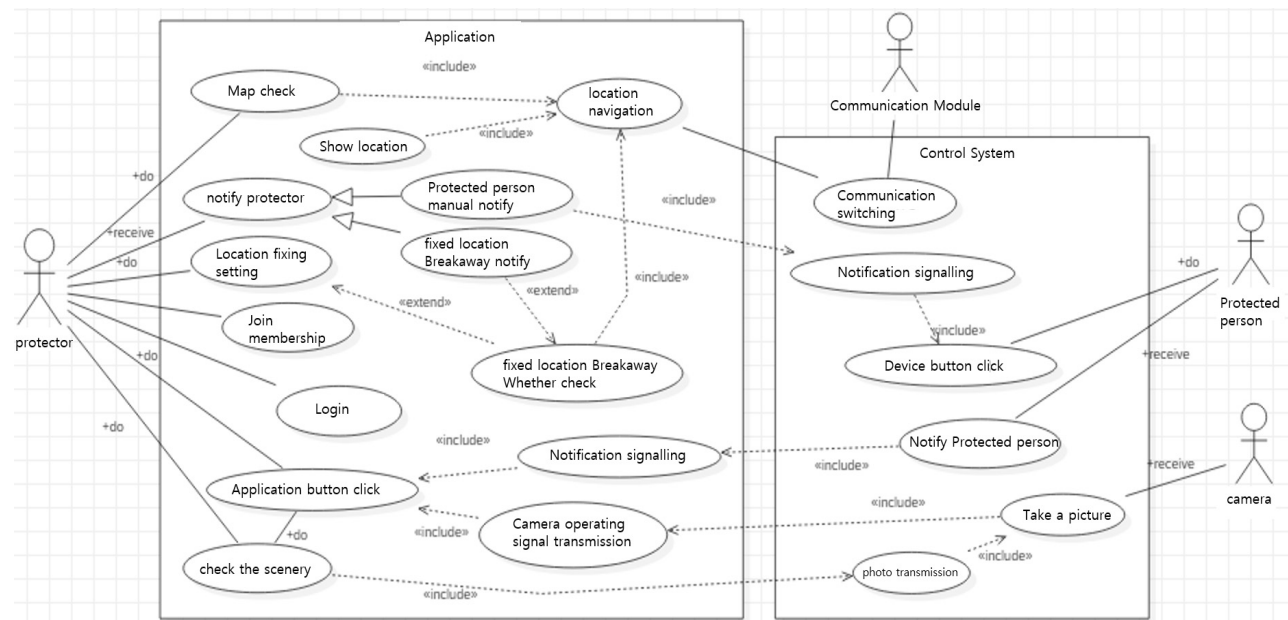 Application
Map check
«include»
location
navigation
Communication Module
Show location
«include»
Control System
+do
notify protector
Protected person
manual notify
«include»
Communication
switching
+receive
+do
Location fixing
setting
fixed location
Breakaway notify
«include»
Notification signalling
+do
Protected
person
«extend»
«extend»
Join
membership
«include»
protector
+do
fixed location Breakaway
Whether check
Device button click
+receive
Login
+do
«include»
Notification signalling
Notify Protected person
«include»
+receive
camera
Application button click
Camera operating
signal transmission
«include»
«include»
Take a picture
+do
«include»
check the scenery
photo transmission
«include»